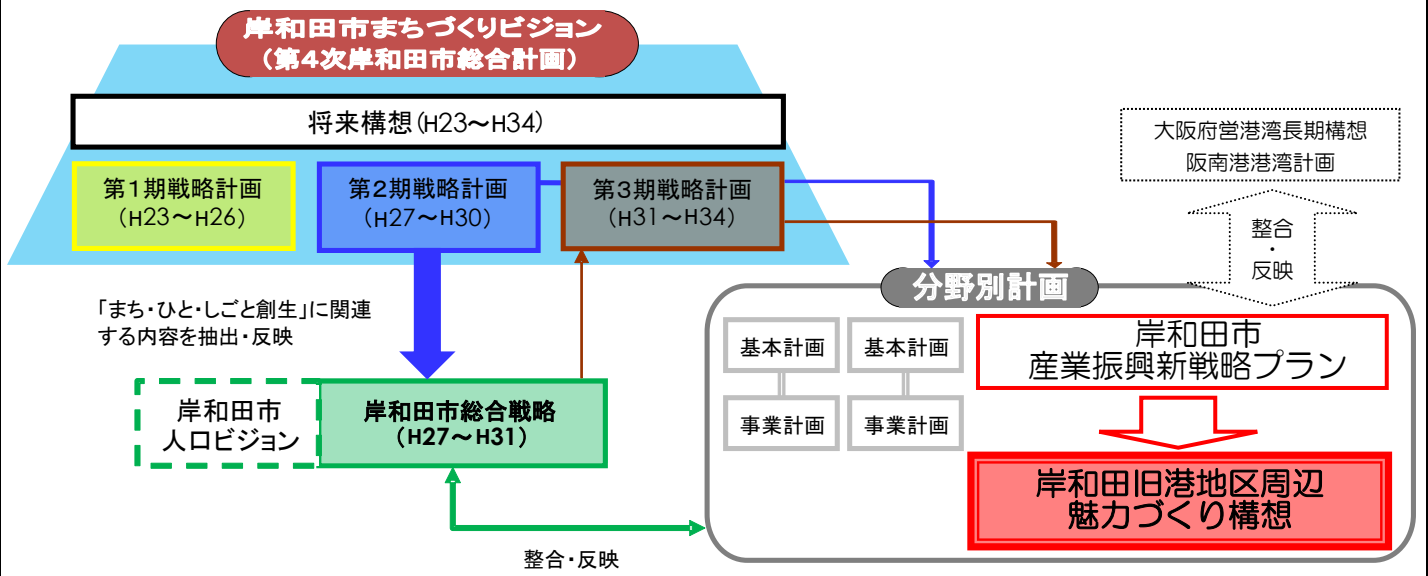 岸和田市まちづくりビジョン
（第4次岸和田市総合計画）
将来構想（H23～H34）
第1期戦略計画
（H23～H26）
第2期戦略計画
（H27～H30）
第3期戦略計画
（H31～H34）
大阪府営港湾長期構想
阪南港港湾計画
整合
・
反映
「まち・ひと・しごと創生」に関連
する内容を抽出・反映
岸和田市
人口ビジョン
岸和田市総合戦略
（H27～H31）
整合・反映
分野別計画
基本計画
基本計画
事業計画
事業計画
岸和田市
産業振興新戦略プラン
岸和田旧港地区周辺
魅力づくり構想